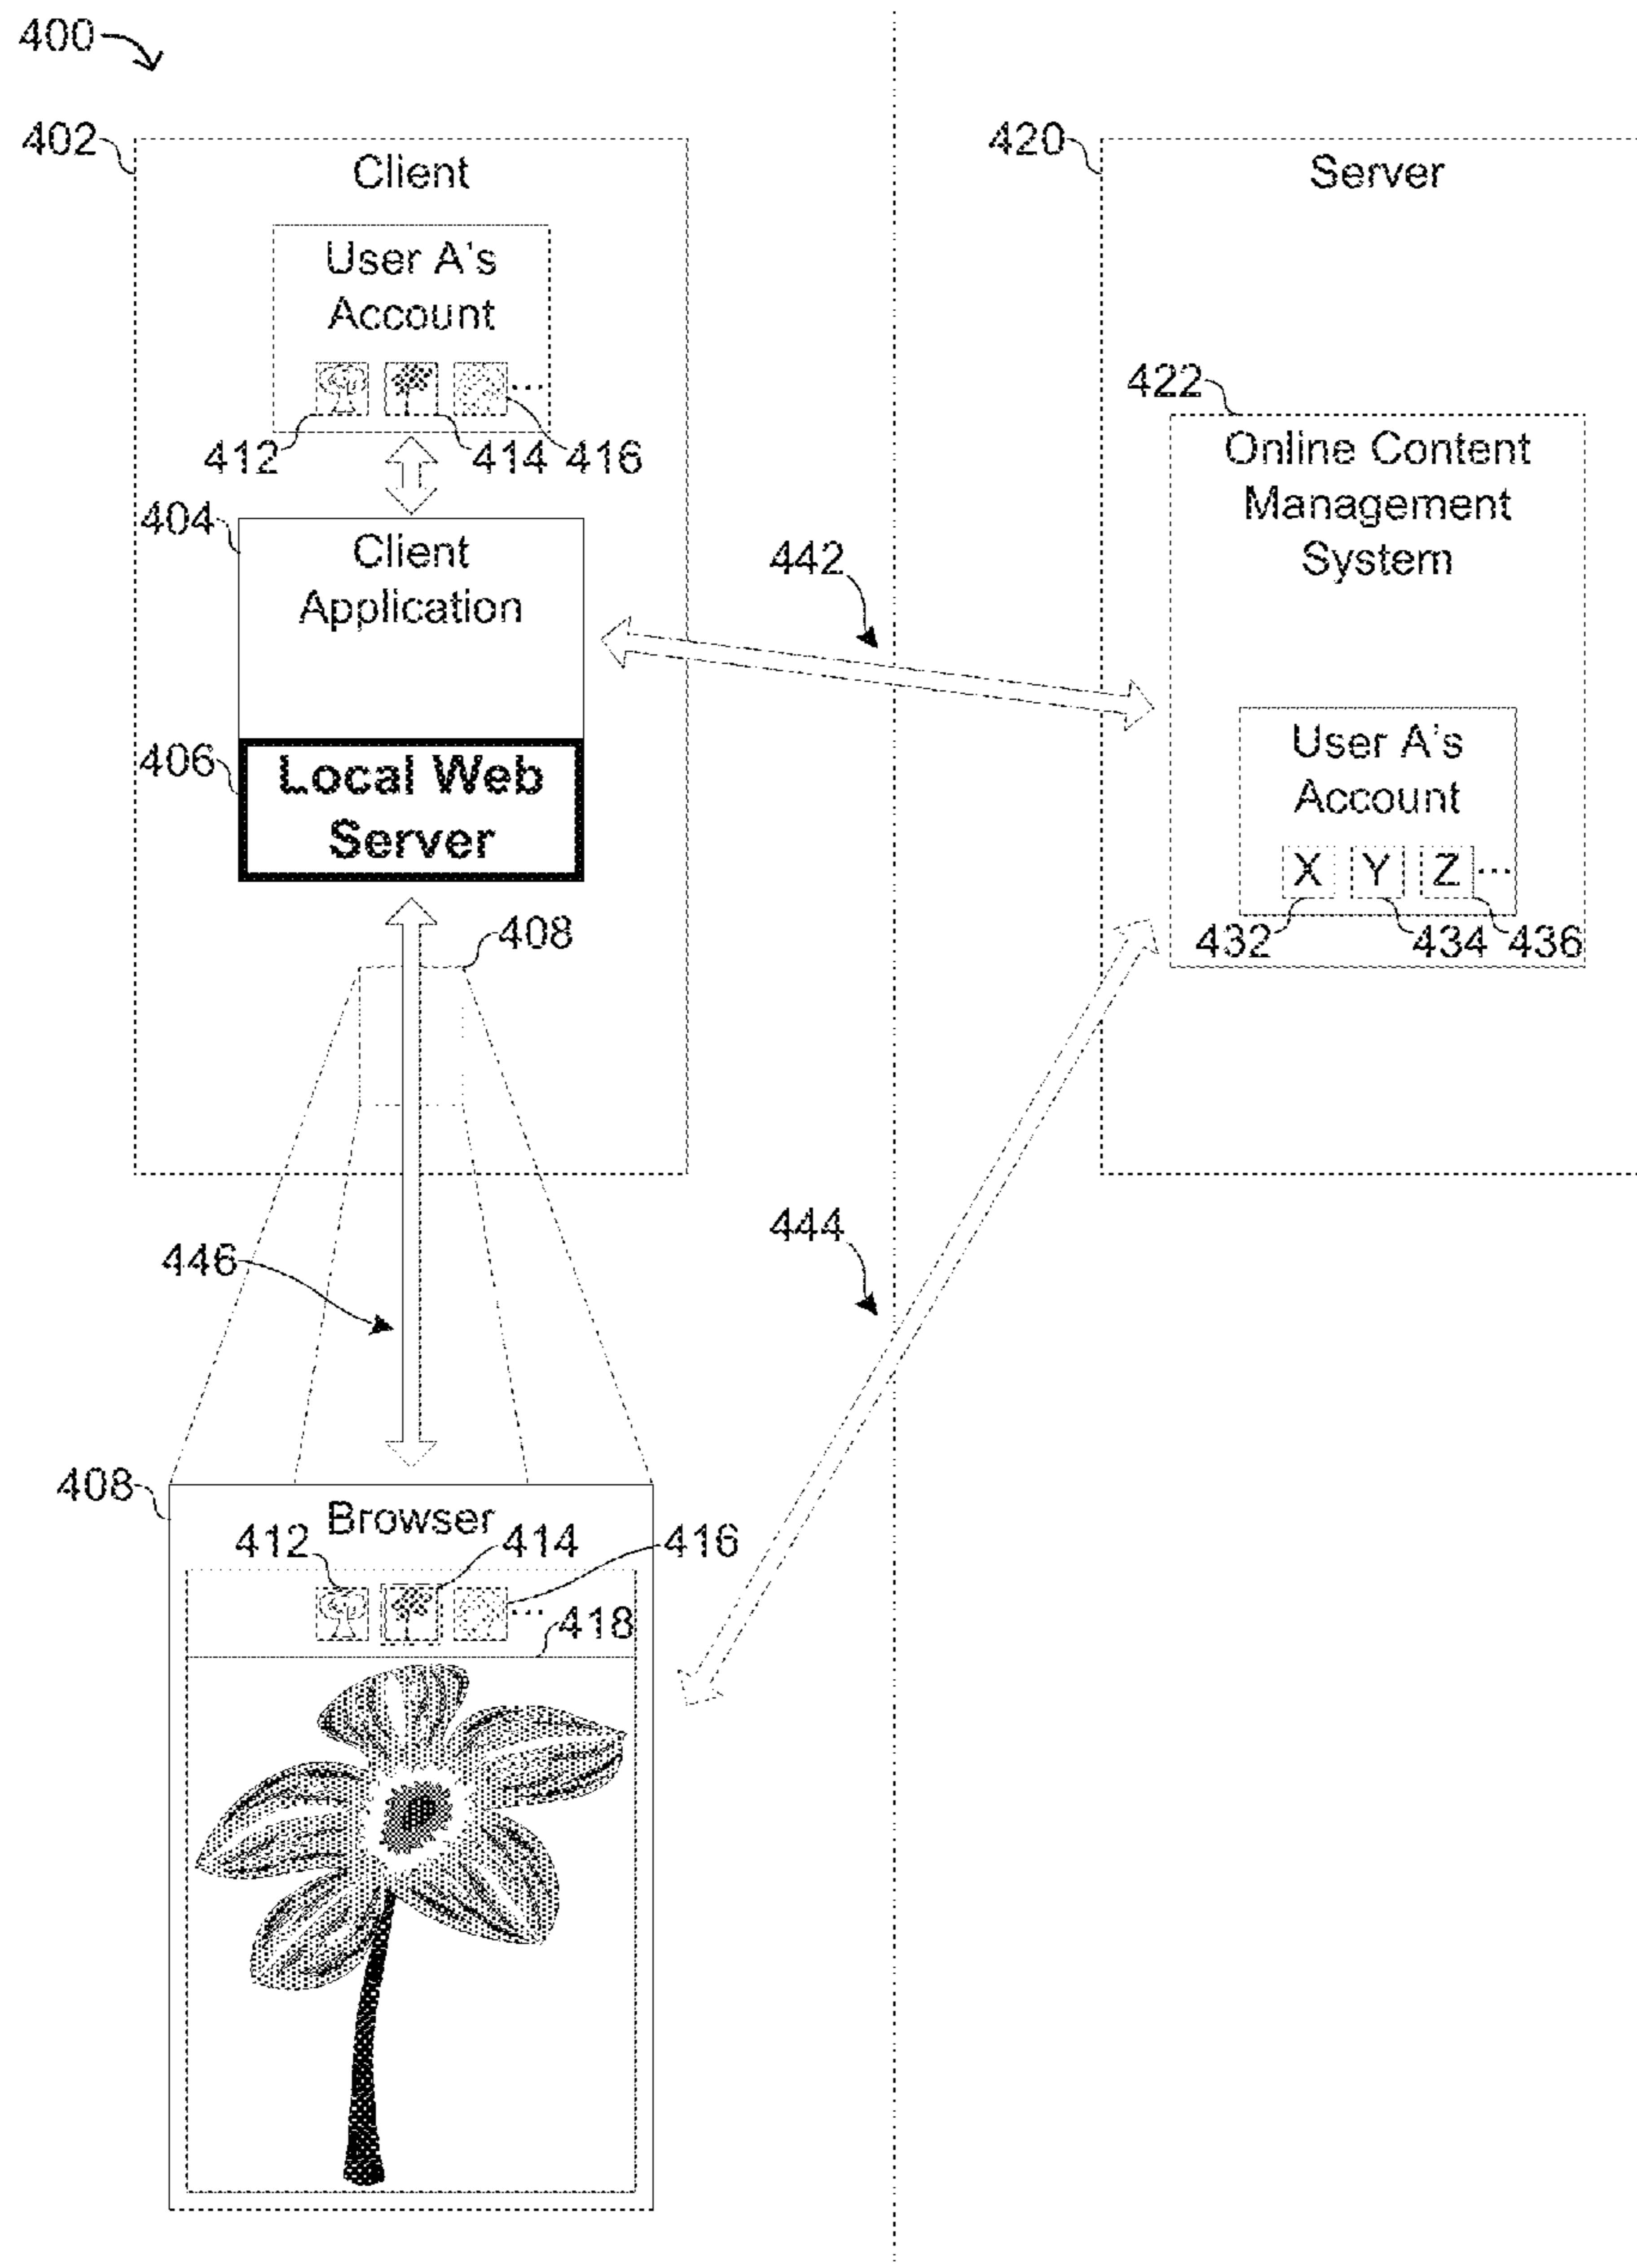 400
402
Client
User A's
Account
...
412
414
416
404
Client
Application
406
Local Web
Server
408
446
408
Browser
412
414
416
...
418
442
444
420
Server
422
Online Content
Management
System
User A's
Account
X Y Z ...
432
434
436